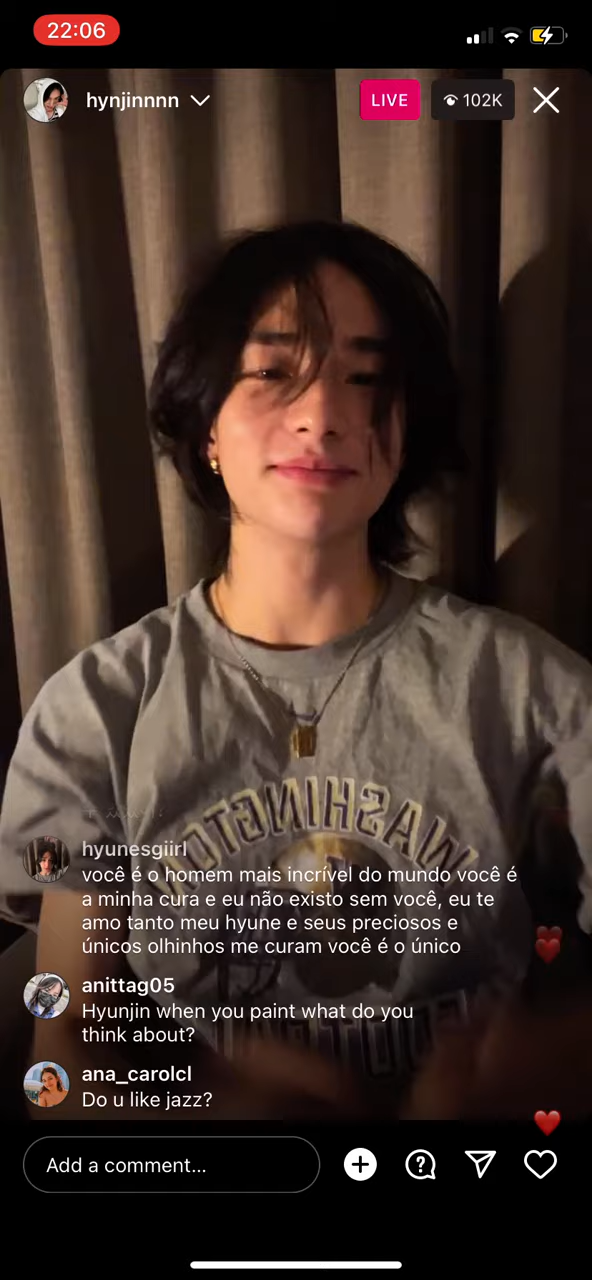 22:06
hynjinnnn
LIVE
102K
WASHINGTON
hyunesgiirl
você é o homem mais incrível do mundo você é
a minha cura e eu não existo sem você, eu te
amo tanto meu hyune e seus preciosos e
únicos olhinhos me curam você é o único
anittag05
Hyunjin when you paint what do you
think about?
ana_carolcl
Do u like jazz?
Add a comment...